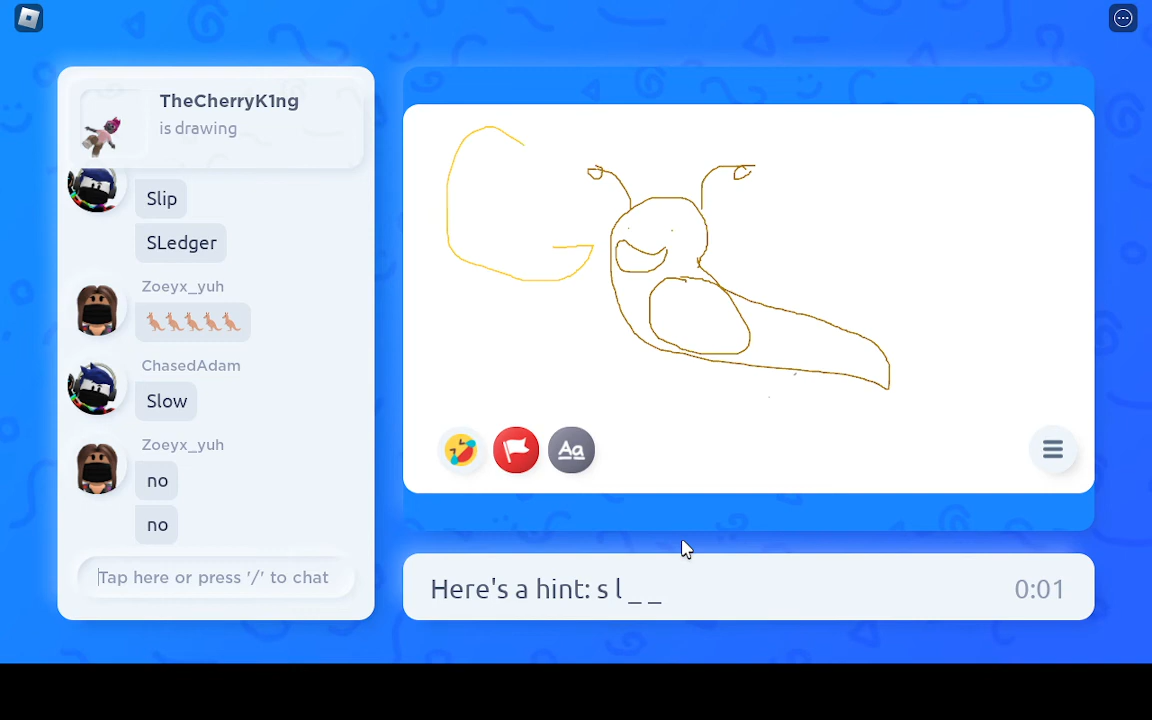 TheCherryK1ng
is drawing
Slip
SLedger
Zoeyx_yuh
🦘🦘🦘🦘🦘
ChasedAdam
Slow
Zoeyx_yuh
no
no
Tap here or press '/' to chat
G
Aa
Here's a hint: s l _ _
0:01